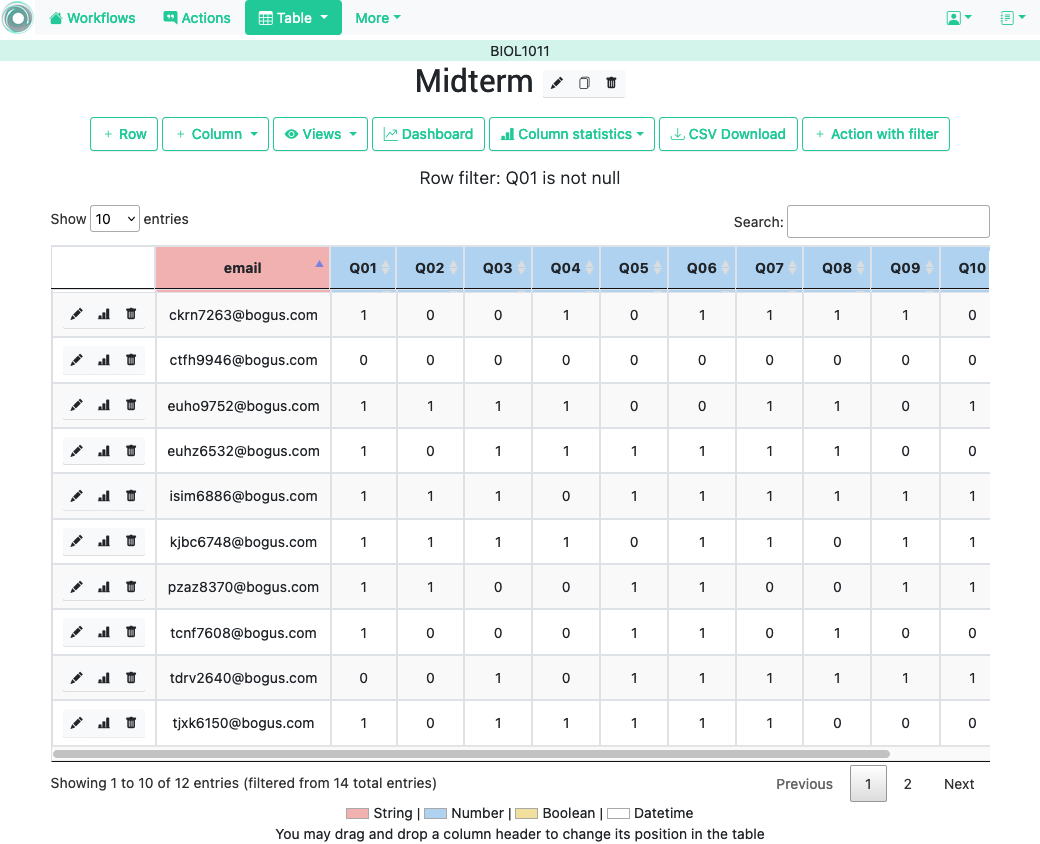 Workflows Actions Table More
BIOL1011
Midterm
+ Row + Column Views Dashboard Column statistics CSV Download + Action with filter
Row filter: Q01 is not null
Show 10 entries Search:
email Q01 Q02 Q03 Q04 Q05 Q06 Q07 Q08 Q09 Q10
ckrn7263@bogus.com 1 0 0 1 0 1 1 1 1 0
ctfh9946@bogus.com 0 0 0 0 0 0 0 0 0 0
euho9752@bogus.com 1 1 1 1 0 0 1 1 0 1
euhz6532@bogus.com 1 0 1 1 1 1 1 1 0 0
isim6886@bogus.com 1 1 1 0 1 1 1 1 1 1
kjbc6748@bogus.com 1 1 1 1 0 1 1 0 1 1
pzaz8370@bogus.com 1 1 0 0 1 1 0 0 1 1
tcnf7608@bogus.com 1 0 0 0 1 1 0 1 0 0
tdrv2640@bogus.com 0 0 1 0 1 1 1 1 1 1
tjxk6150@bogus.com 1 0 1 1 1 1 1 0 0 0
Showing 1 to 10 of 12 entries (filtered from 14 total entries) Previous 1 2 Next
String | Number | Boolean | Datetime
You may drag and drop a column header to change its position in the table